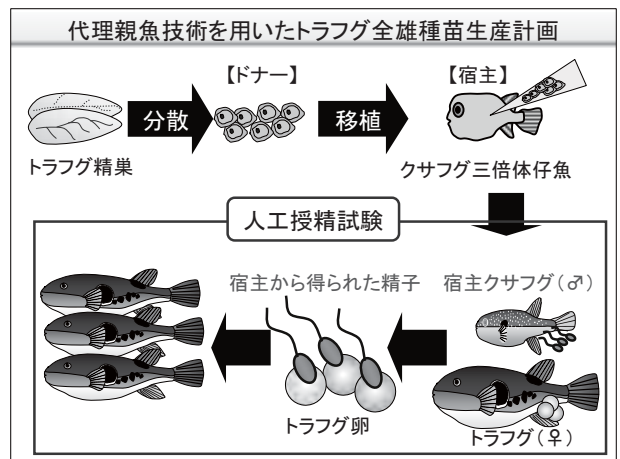 代理親魚技術を用いたトラフグ全雄種苗生産計画
【ドナー】
【宿主】
分散
移植
トラフグ精巣
クサフグ三倍体仔魚
人工授精試験
宿主から得られた精子
宿主クサフグ(♂)
トラフグ卵
トラフグ(♀)